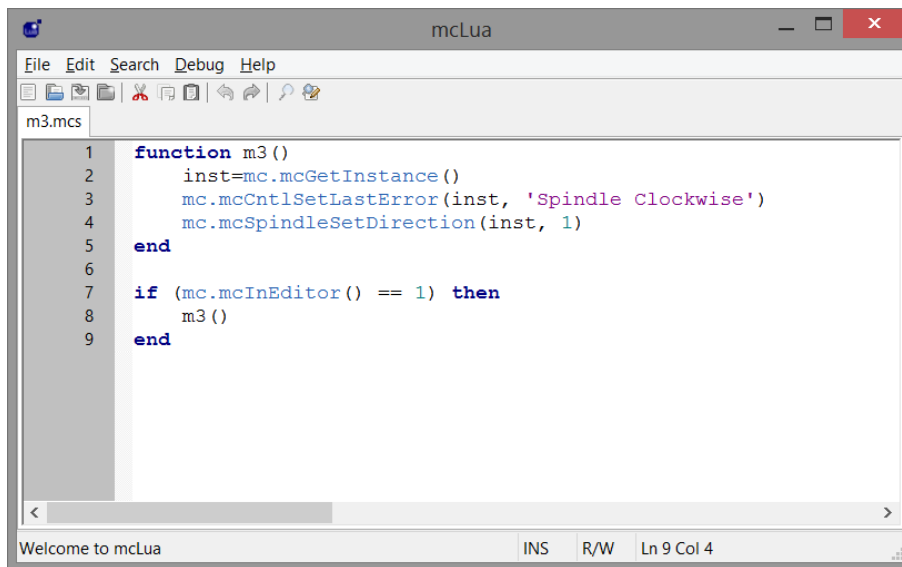 mcLua
File Edit Search Debug Help
m3.mcs
1 function m3()
2 inst=mc.mcGetInstance()
3 mc.mcCntlSetLastError(inst, 'Spindle Clockwise')
4 mc.mcSpindleSetDirection(inst, 1)
5 end
6
7 if (mc.mcInEditor() == 1) then
8 m3()
9 end
Welcome to mcLua INS R/W Ln 9 Col 4